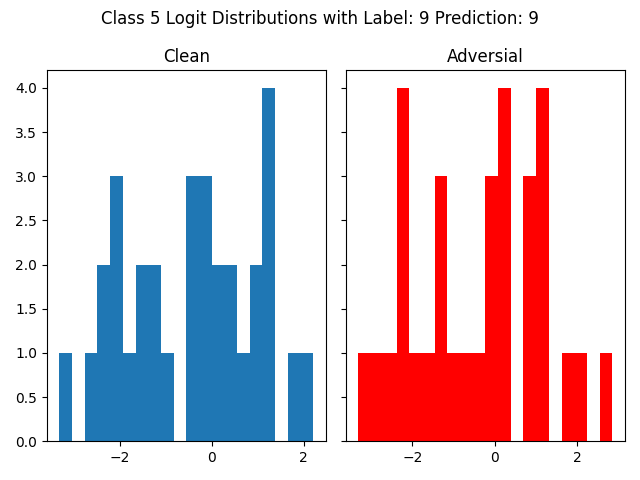 Class 5 Logit Distributions with Label: 9 Prediction: 9
Clean
Adversial
4.0
3.5
3.0
2.5
2.0
1.5
1.0
0.5
0.0
−2 0 2
−2 0 2